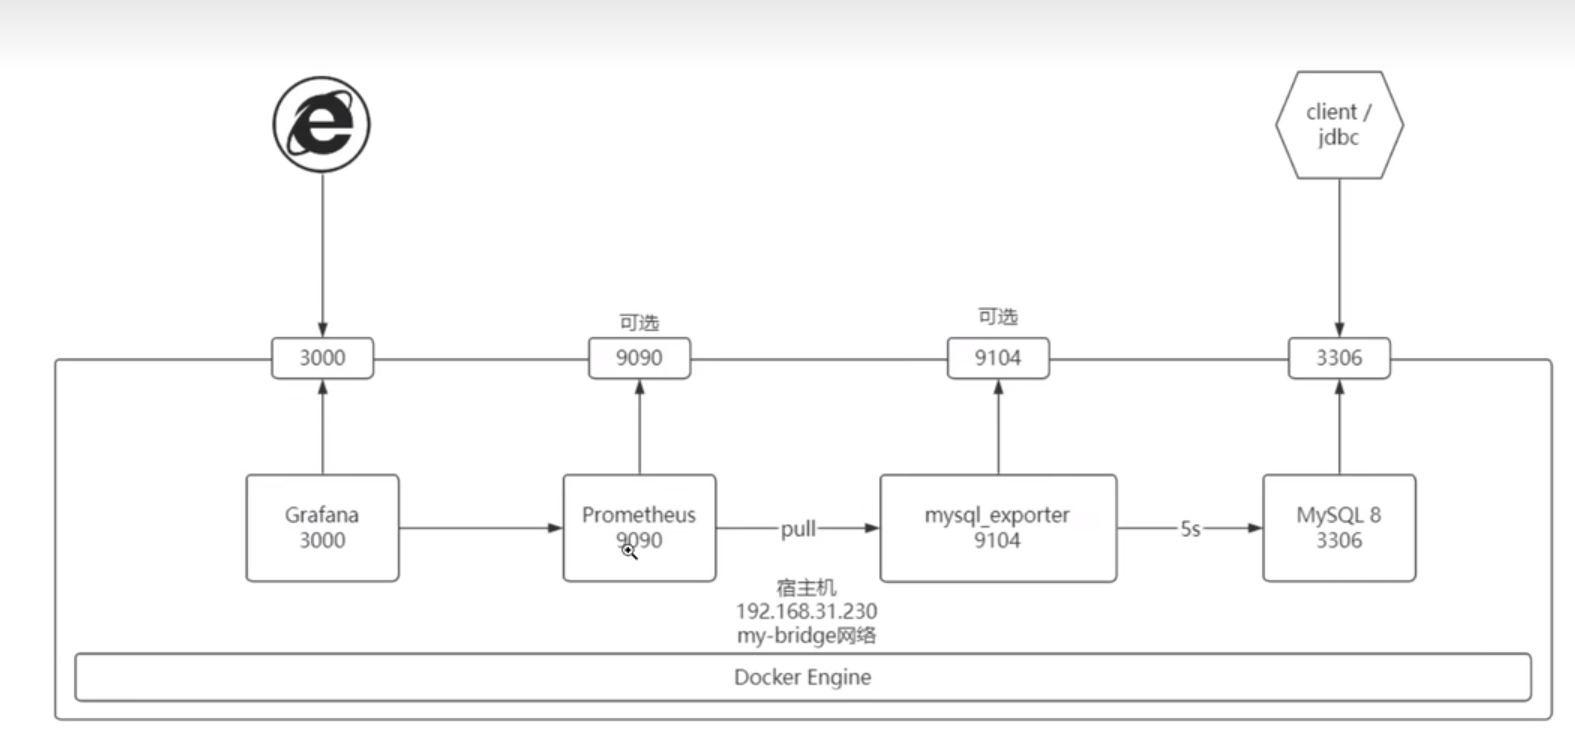 client /
jdbc
可选
可选
3000
9090
9104
3306
Grafana
3000
Prometheus
9090
pull
mysql_exporter
9104
5s
MySQL 8
3306
宿主机
192.168.31.230
my-bridge网络
Docker Engine